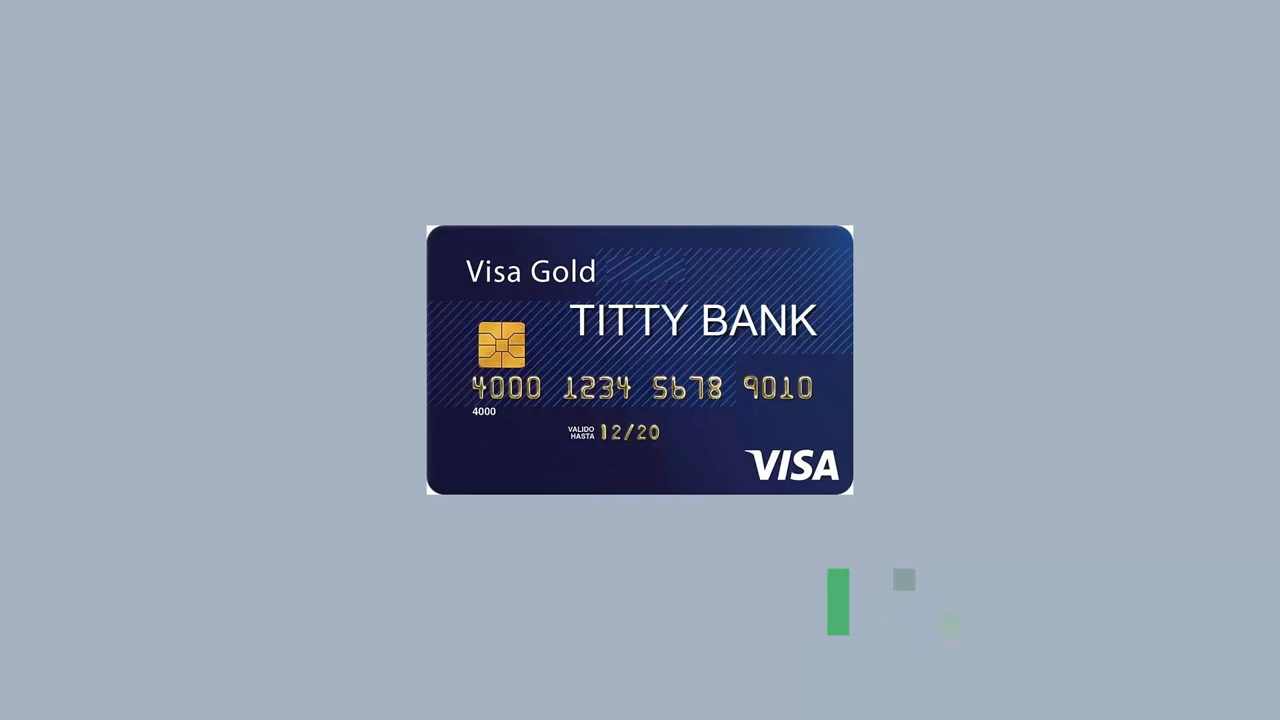 Visa Gold
TITTY BANK
4000 1234 5678 9010
4000
VALIDO
HASTA 12/20
VISA